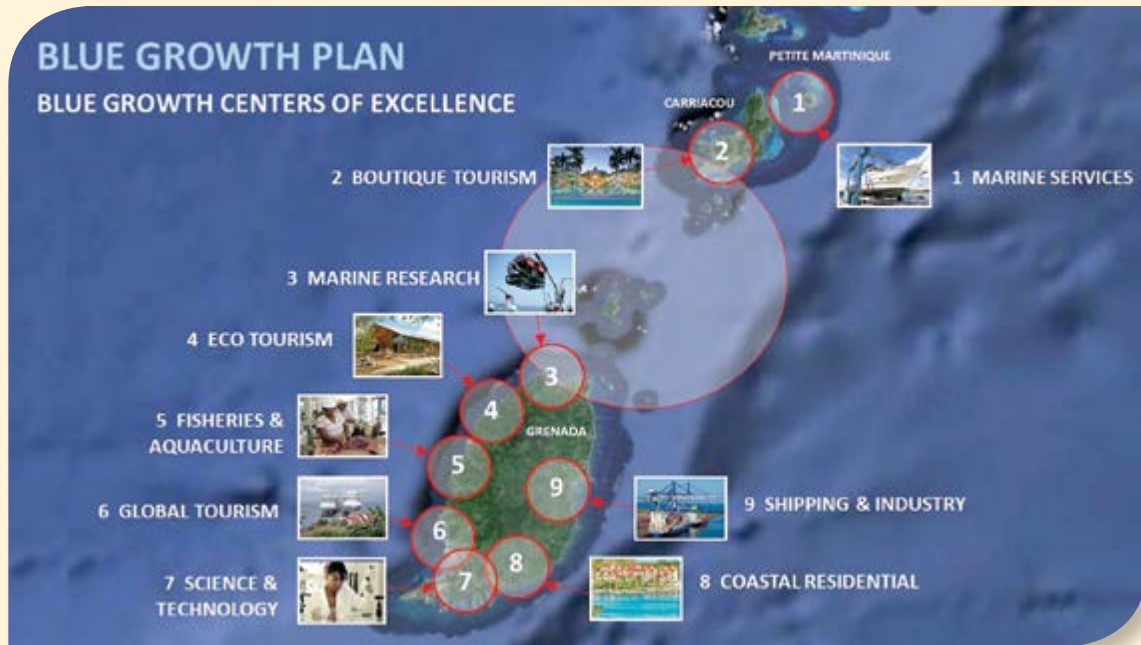 BLUE GROWTH PLAN
BLUE GROWTH CENTERS OF EXCELLENCE
PETITE MARTINIQUE
CARRIACOU
1
2
2 BOUTIQUE TOURISM
1 MARINE SERVICES
3 MARINE RESEARCH
4 ECO TOURISM
3
4
GRENADA
5 FISHERIES &
AQUACULTURE
5
9
6 GLOBAL TOURISM
9 SHIPPING & INDUSTRY
6
8
7
7 SCIENCE &
TECHNOLOGY
8 COASTAL RESIDENTIAL